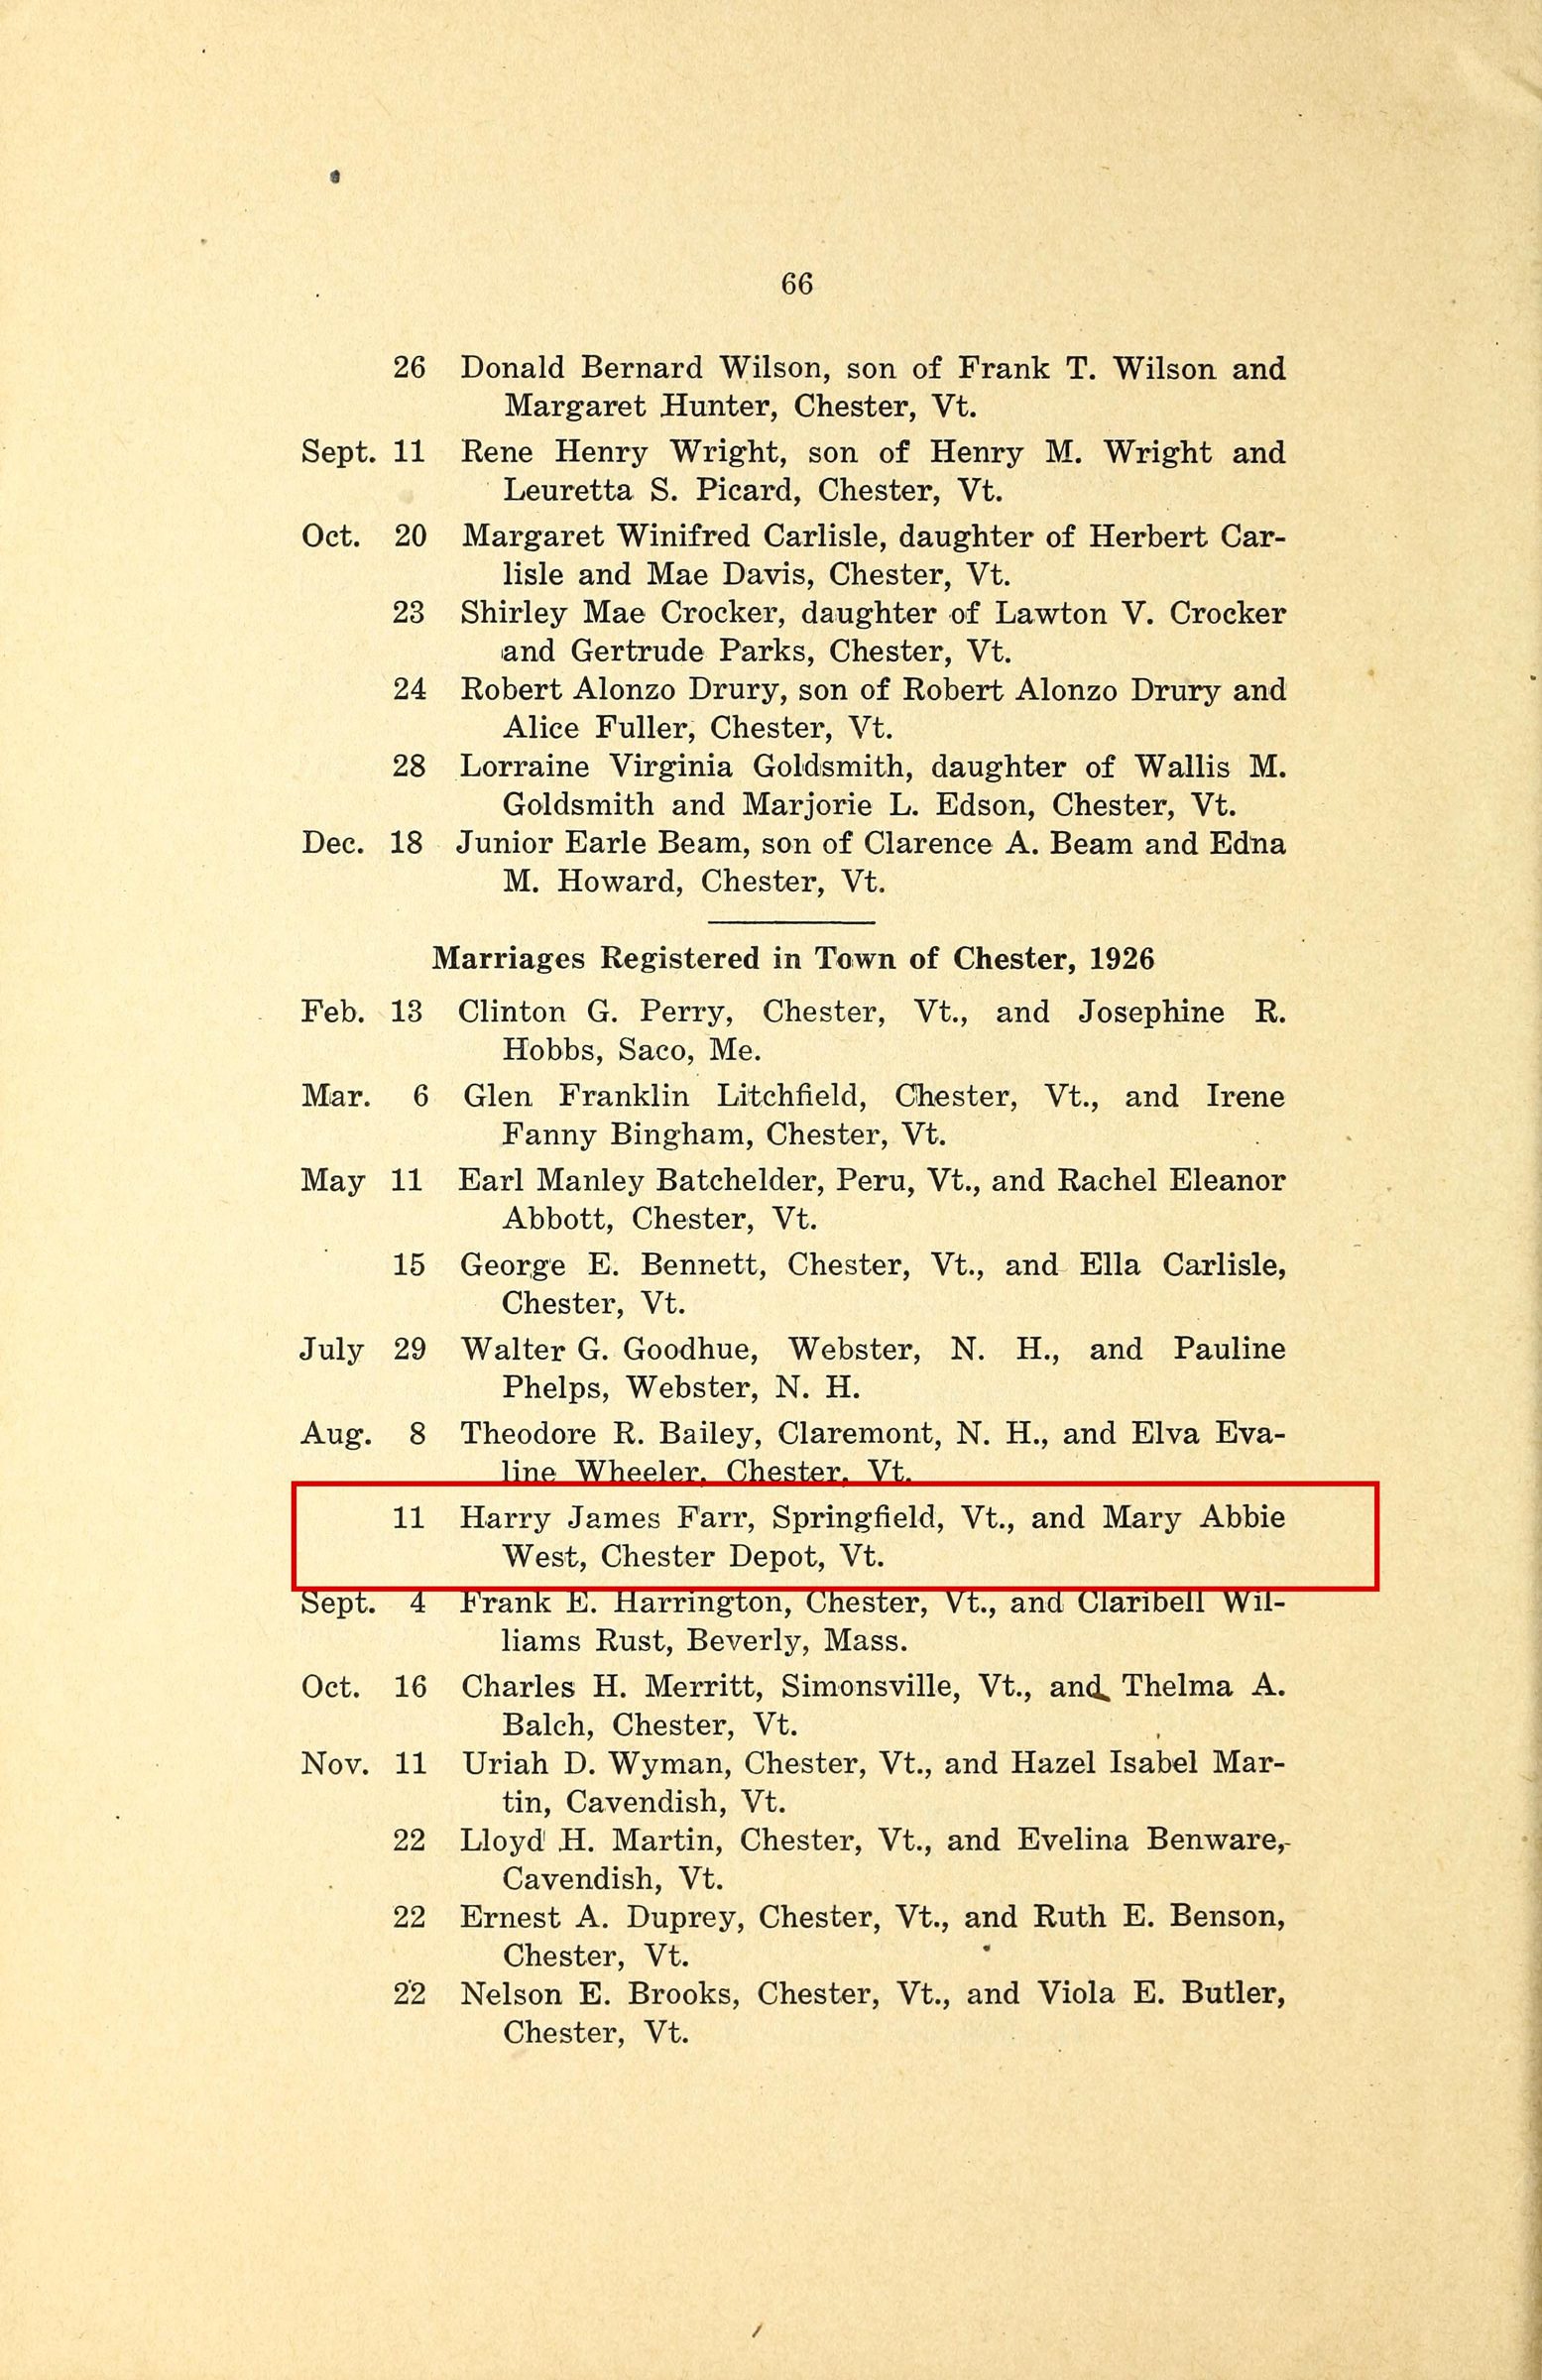 66
26 Donald Bernard Wilson, son of Frank T. Wilson and
Margaret Hunter, Chester, Vt.
Sept. 11 Rene Henry Wright, son of Henry M. Wright and
Leuretta S. Picard, Chester, Vt.
Oct. 20 Margaret Winifred Carlisle, daughter of Herbert Car-
lisle and Mae Davis, Chester, Vt.
23 Shirley Mae Crocker, daughter of Lawton V. Crocker
and Gertrude Parks, Chester, Vt.
24 Robert Alonzo Drury, son of Robert Alonzo Drury and
Alice Fuller, Chester, Vt.
28 Lorraine Virginia Goldsmith, daughter of Wallis M.
Goldsmith and Marjorie L. Edson, Chester, Vt.
Dec. 18 Junior Earle Beam, son of Clarence A. Beam and Edna
M. Howard, Chester, Vt.
Marriages Registered in Town of Chester, 1926
Feb. 13 Clinton G. Perry, Chester, Vt., and Josephine R.
Hobbs, Saco, Me.
Mar. 6 Glen Franklin Litchfield, Chester, Vt., and Irene
Fanny Bingham, Chester, Vt.
May 11 Earl Manley Batchelder, Peru, Vt., and Rachel Eleanor
Abbott, Chester, Vt.
15 George E. Bennett, Chester, Vt., and Ella Carlisle,
Chester, Vt.
July 29 Walter G. Goodhue, Webster, N. H., and Pauline
Phelps, Webster, N. H.
Aug. 8 Theodore R. Bailey, Claremont, N. H., and Elva Eva-
line Wheeler, Chester, Vt.
11 Harry James Farr, Springfield, Vt., and Mary Abbie
West, Chester Depot, Vt.
Sept. 4 Frank E. Harrington, Chester, Vt., and Claribell Wil-
liams Rust, Beverly, Mass.
Oct. 16 Charles H. Merritt, Simonsville, Vt., and Thelma A.
Balch, Chester, Vt.
Nov. 11 Uriah D. Wyman, Chester, Vt., and Hazel Isabel Mar-
tin, Cavendish, Vt.
22 Lloyd H. Martin, Chester, Vt., and Evelina Benware,
Cavendish, Vt.
22 Ernest A. Duprey, Chester, Vt., and Ruth E. Benson,
Chester, Vt.
22 Nelson E. Brooks, Chester, Vt., and Viola E. Butler,
Chester, Vt.